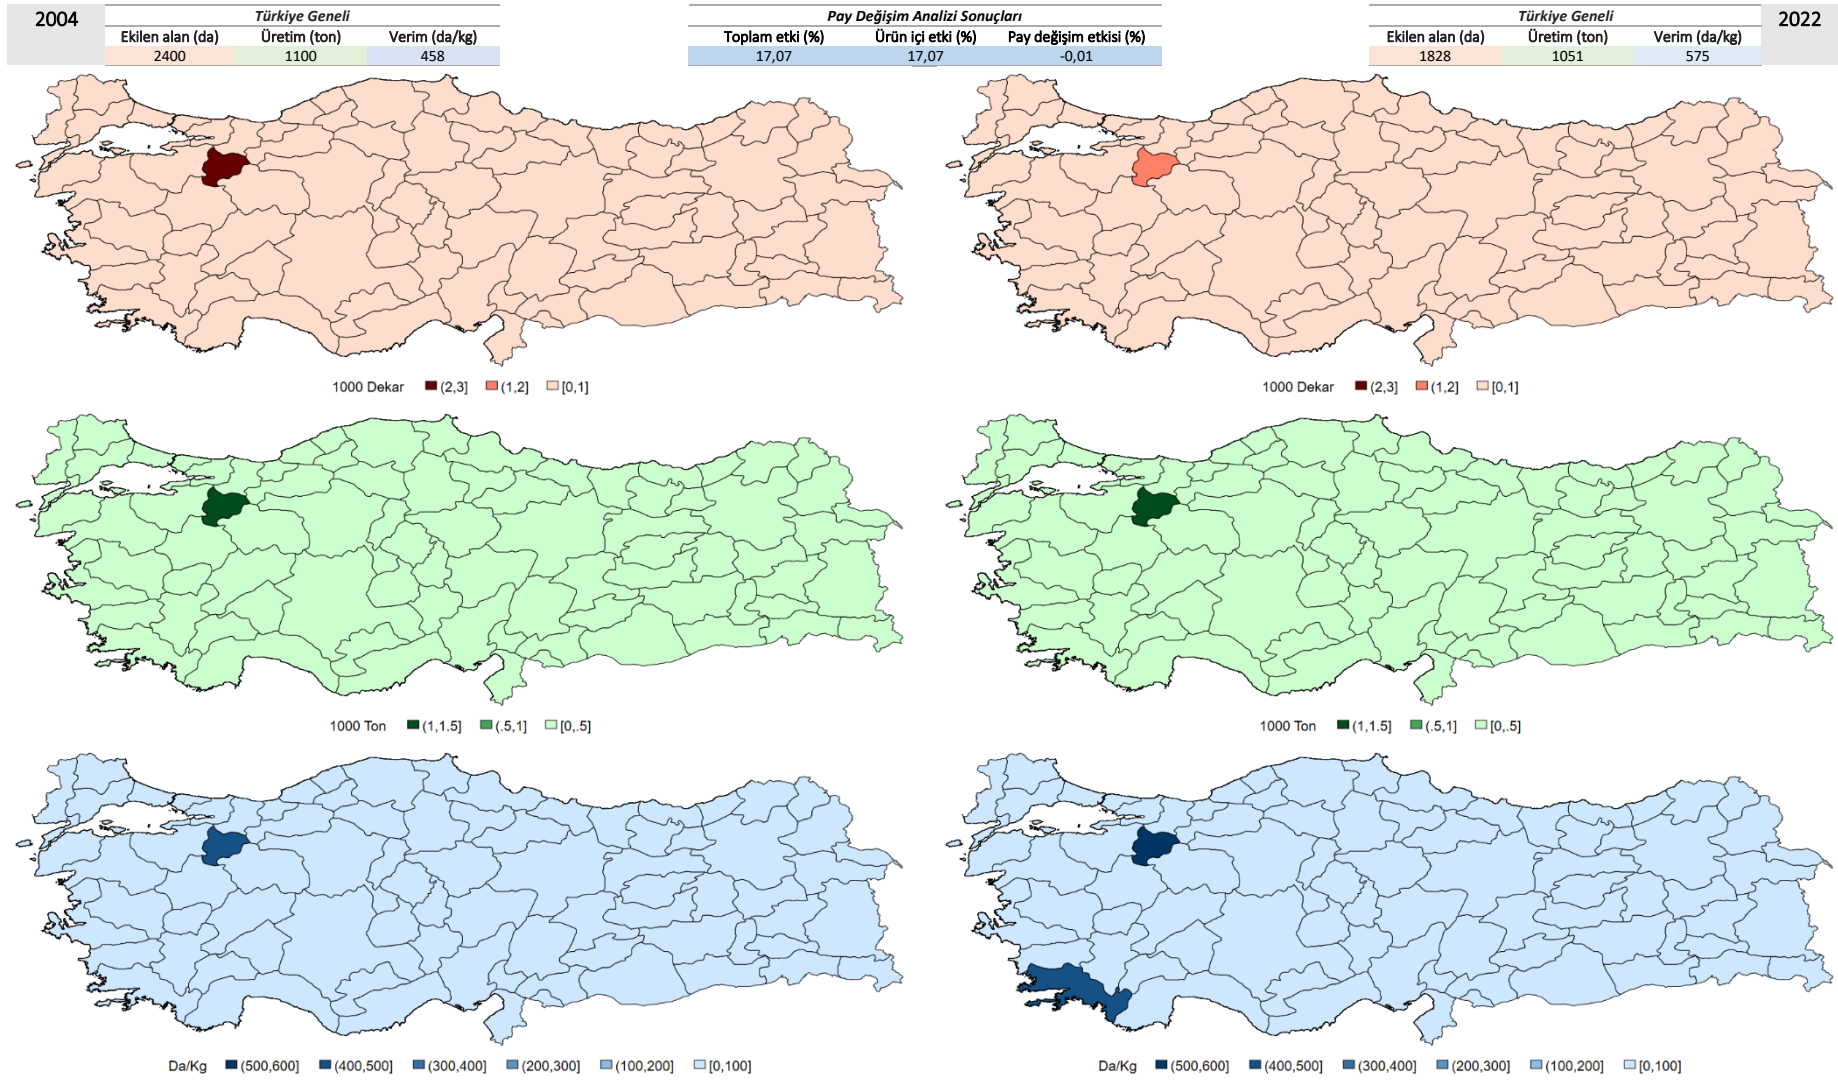 2004
Türkiye Geneli
Ekilen alan (da) Üretim (ton) Verim (da/kg)
2400 1100 458
Pay Değişim Analizi Sonuçları
Toplam etki (%) Ürün içi etki (%) Pay değişim etkisi (%)
17,07 17,07 -0,01
Türkiye Geneli
Ekilen alan (da) Üretim (ton) Verim (da/kg)
1828 1051 575
2022
1000 Dekar (2,3] (1,2] [0,1]
1000 Dekar (2,3] (1,2] [0,1]
1000 Ton (1,1.5] (.5,1] [0,.5]
1000 Ton (1,1.5] (.5,1] [0,.5]
Da/Kg (500,600] (400,500] (300,400] (200,300] (100,200] [0,100]
Da/Kg (500,600] (400,500] (300,400] (200,300] (100,200] [0,100]